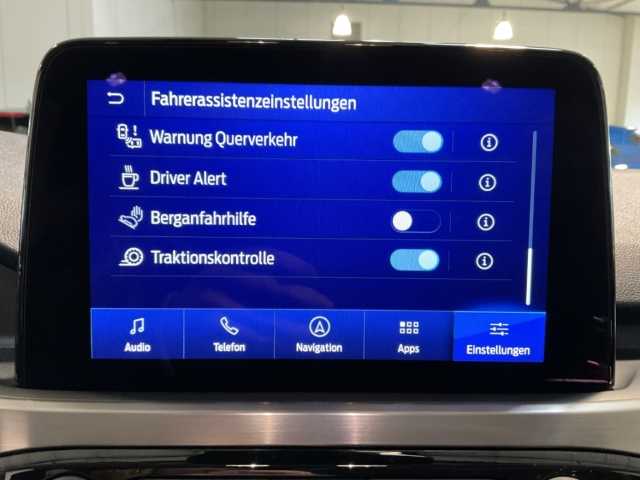 Fahrerassistenzeinstellungen
Warnung Querverkehr
Driver Alert
Berganfahrhilfe
Traktionskontrolle
Audio
Telefon
Navigation
Apps
Einstellungen